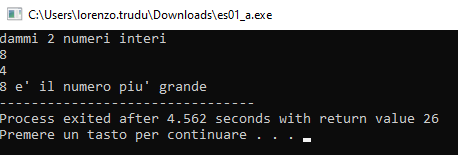 C:\Users\lorenzo.trudu\Downloads\es01_a.exe
dammi 2 numeri interi
8
4
8 e' il numero piu' grande
--------------------------------
Process exited after 4.562 seconds with return value 26
Premere un tasto per continuare . . .